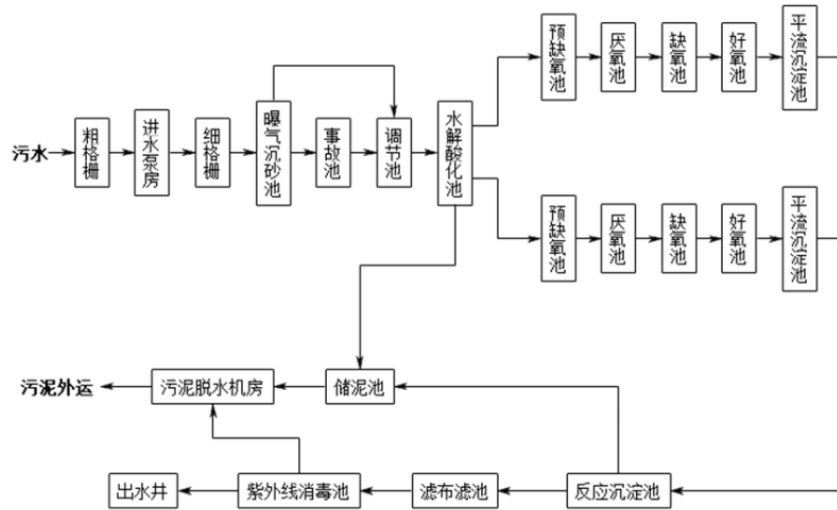 污水
粗格栅
进水泵房
细格栅
曝气沉砂池
事故池
调节池
水解酸化池
预缺氧池
厌氧池
缺氧池
好氧池
平流沉淀池
预缺氧池
厌氧池
缺氧池
好氧池
平流沉淀池
污泥外运
污泥脱水机房
储泥池
出水井
紫外线消毒池
滤布滤池
反应沉淀池